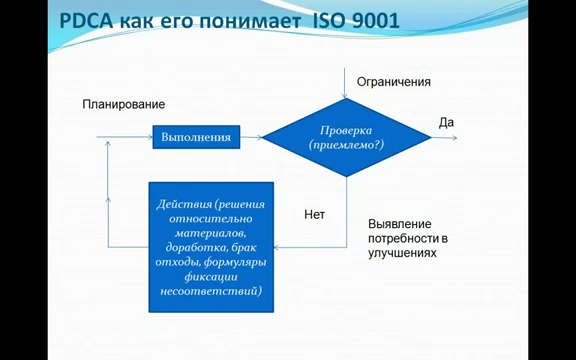 PDCA как его понимает ISO 9001
Ограничения
Планирование
Да
Выполнения
Проверка
(приемлемо?)
Действия (решения
относительно
материалов,
доработка, брак
отходы, формуляры
фиксации
несоответствий)
Нет
Выявление
потребности в
улучшениях